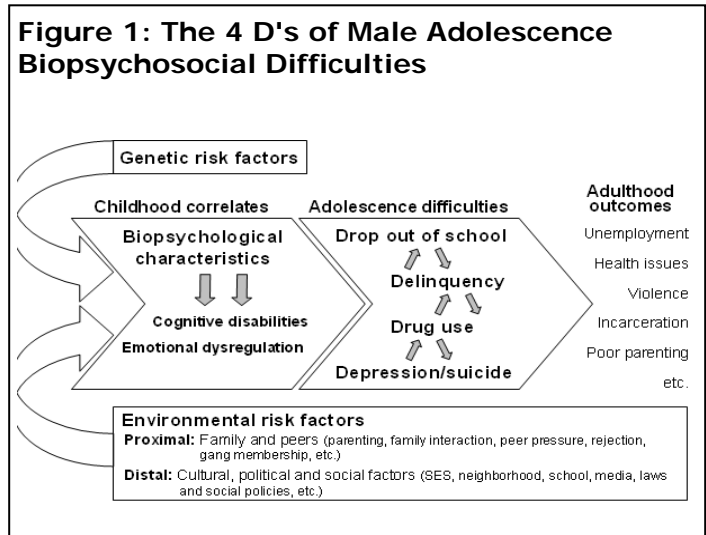 Figure 1: The 4 D's of Male Adolescence
Biopsychosocial Difficulties
Genetic risk factors
Childhood correlates
Biopsychological
characteristics
Cognitive disabilities
Emotional dysregulation
Adolescence difficulties
Drop out of school
Delinquency
Drug use
Depression/suicide
Adulthood
outcomes
Unemployment
Health issues
Violence
Incarceration
Poor parenting
etc.
Environmental risk factors
Proximal: Family and peers (parenting, family interaction, peer pressure, rejection,
gang membership, etc.)
Distal: Cultural, political and social factors (SES, neighborhood, school, media, laws
and social policies, etc.)